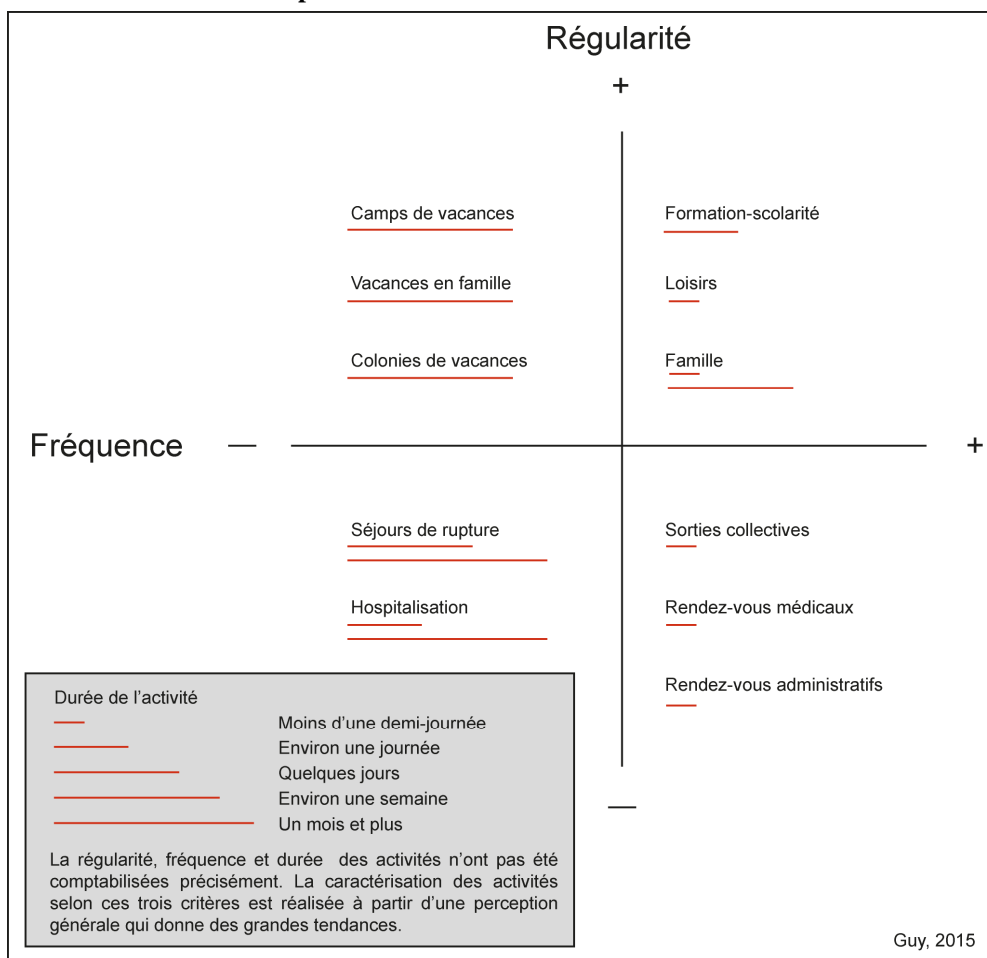 Régularité
+
Camps de vacances
Formation-scolarité
Vacances en famille
Loisirs
Colonies de vacances
Famille
Fréquence — +
Séjours de rupture
Sorties collectives
Hospitalisation
Rendez-vous médicaux
Rendez-vous administratifs
—
Durée de l'activité
Moins d'une demi-journée
Environ une journée
Quelques jours
Environ une semaine
Un mois et plus
La régularité, fréquence et durée des activités n'ont pas été
comptabilisées précisément. La caractérisation des activités
selon ces trois critères est réalisée à partir d'une perception
générale qui donne des grandes tendances.
Guy, 2015